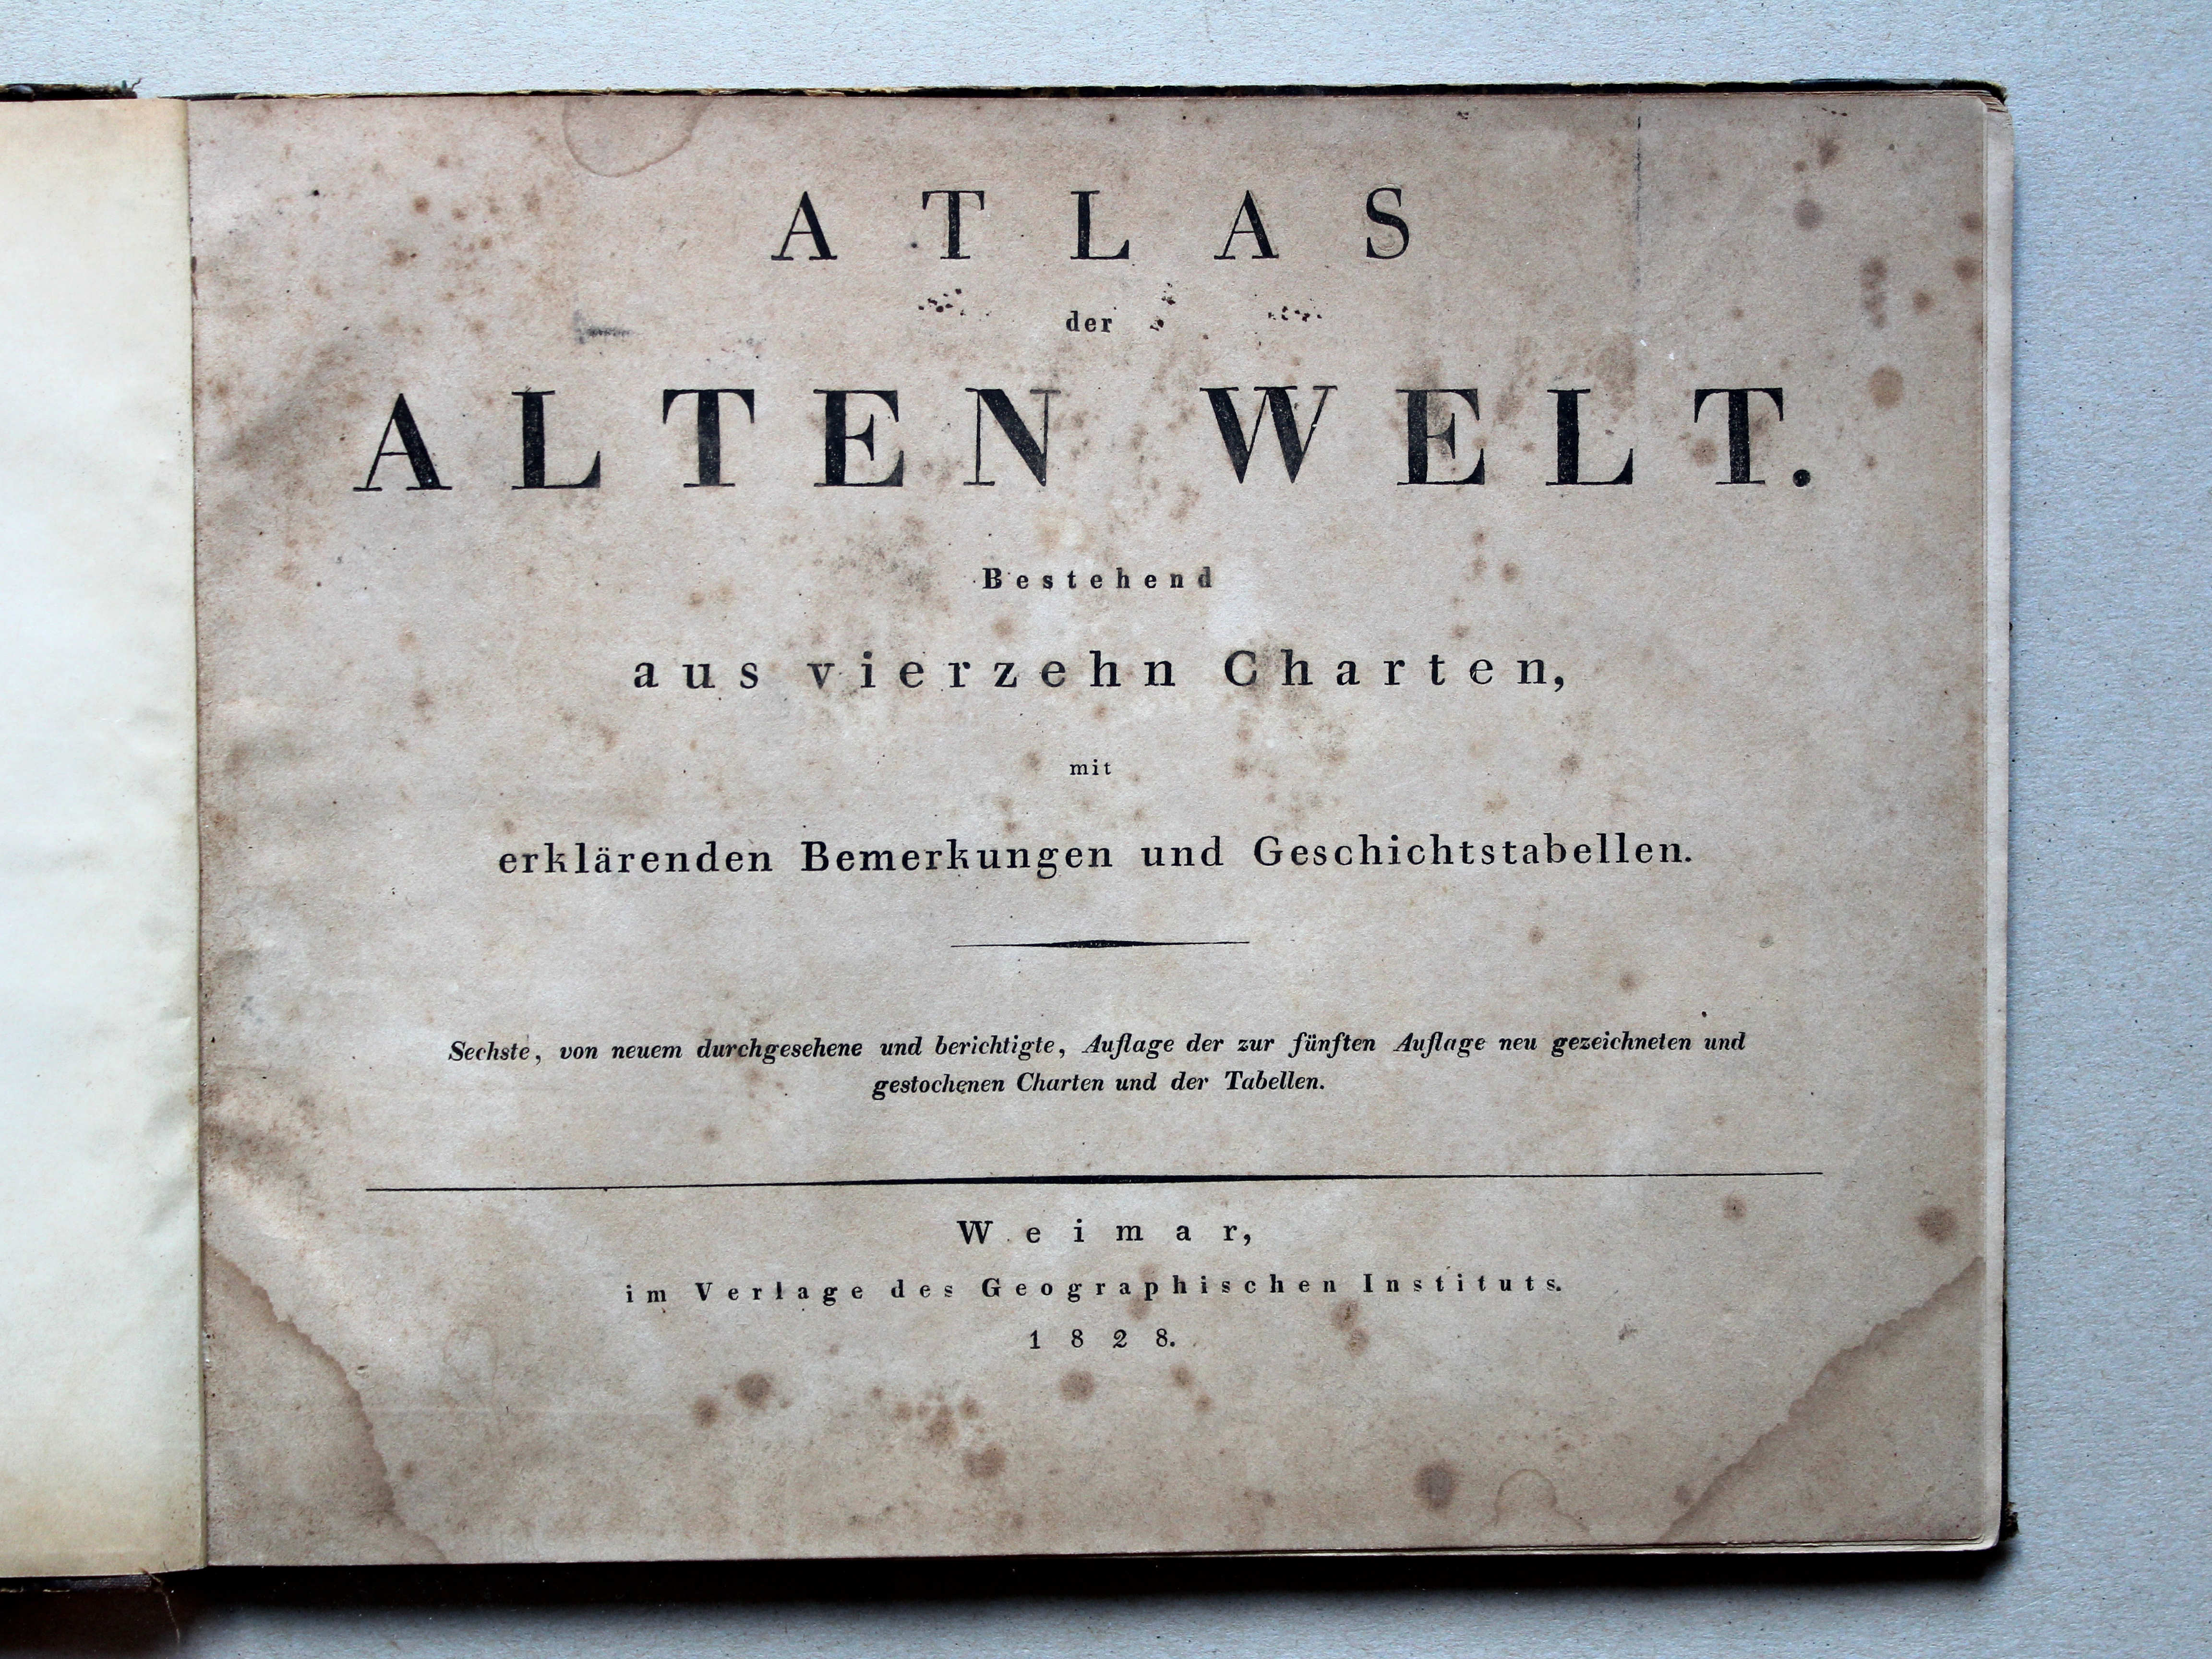 ATLAS
der
ALTEN WELT.
Bestehend
aus vierzehn Charten,
mit
erklärenden Bemerkungen und Geschichtstabellen.
Sechste, von neuem durchgesehene und berichtigte, Auflage der zur fünften Auflage neu gezeichneten und
gestochenen Charten und der Tabellen.
Weimar,
im Verlage des Geographischen Instituts.
1828.